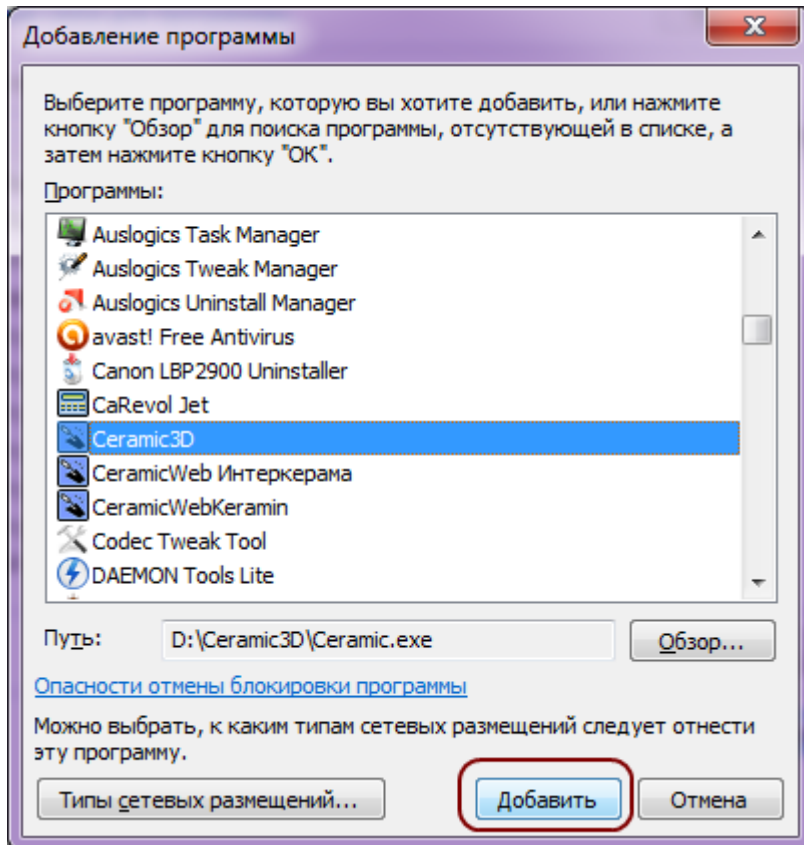 Добавление программы
Выберите программу, которую вы хотите добавить, или нажмите
кнопку "Обзор" для поиска программы, отсутствующей в списке, а
затем нажмите кнопку "ОК".
Программы:
Auslogics Task Manager
Auslogics Tweak Manager
Auslogics Uninstall Manager
avast! Free Antivirus
Canon LBP2900 Uninstaller
CaRevol Jet
Ceramic3D
CeramicWeb Интеркерама
CeramicWebKeramin
Codec Tweak Tool
DAEMON Tools Lite
Путь: D:\Ceramic3D\Ceramic.exe Обзор...
Опасности отмены блокировки программы
Можно выбрать, к каким типам сетевых размещений следует отнести
эту программу.
Типы сетевых размещений... Добавить Отмена